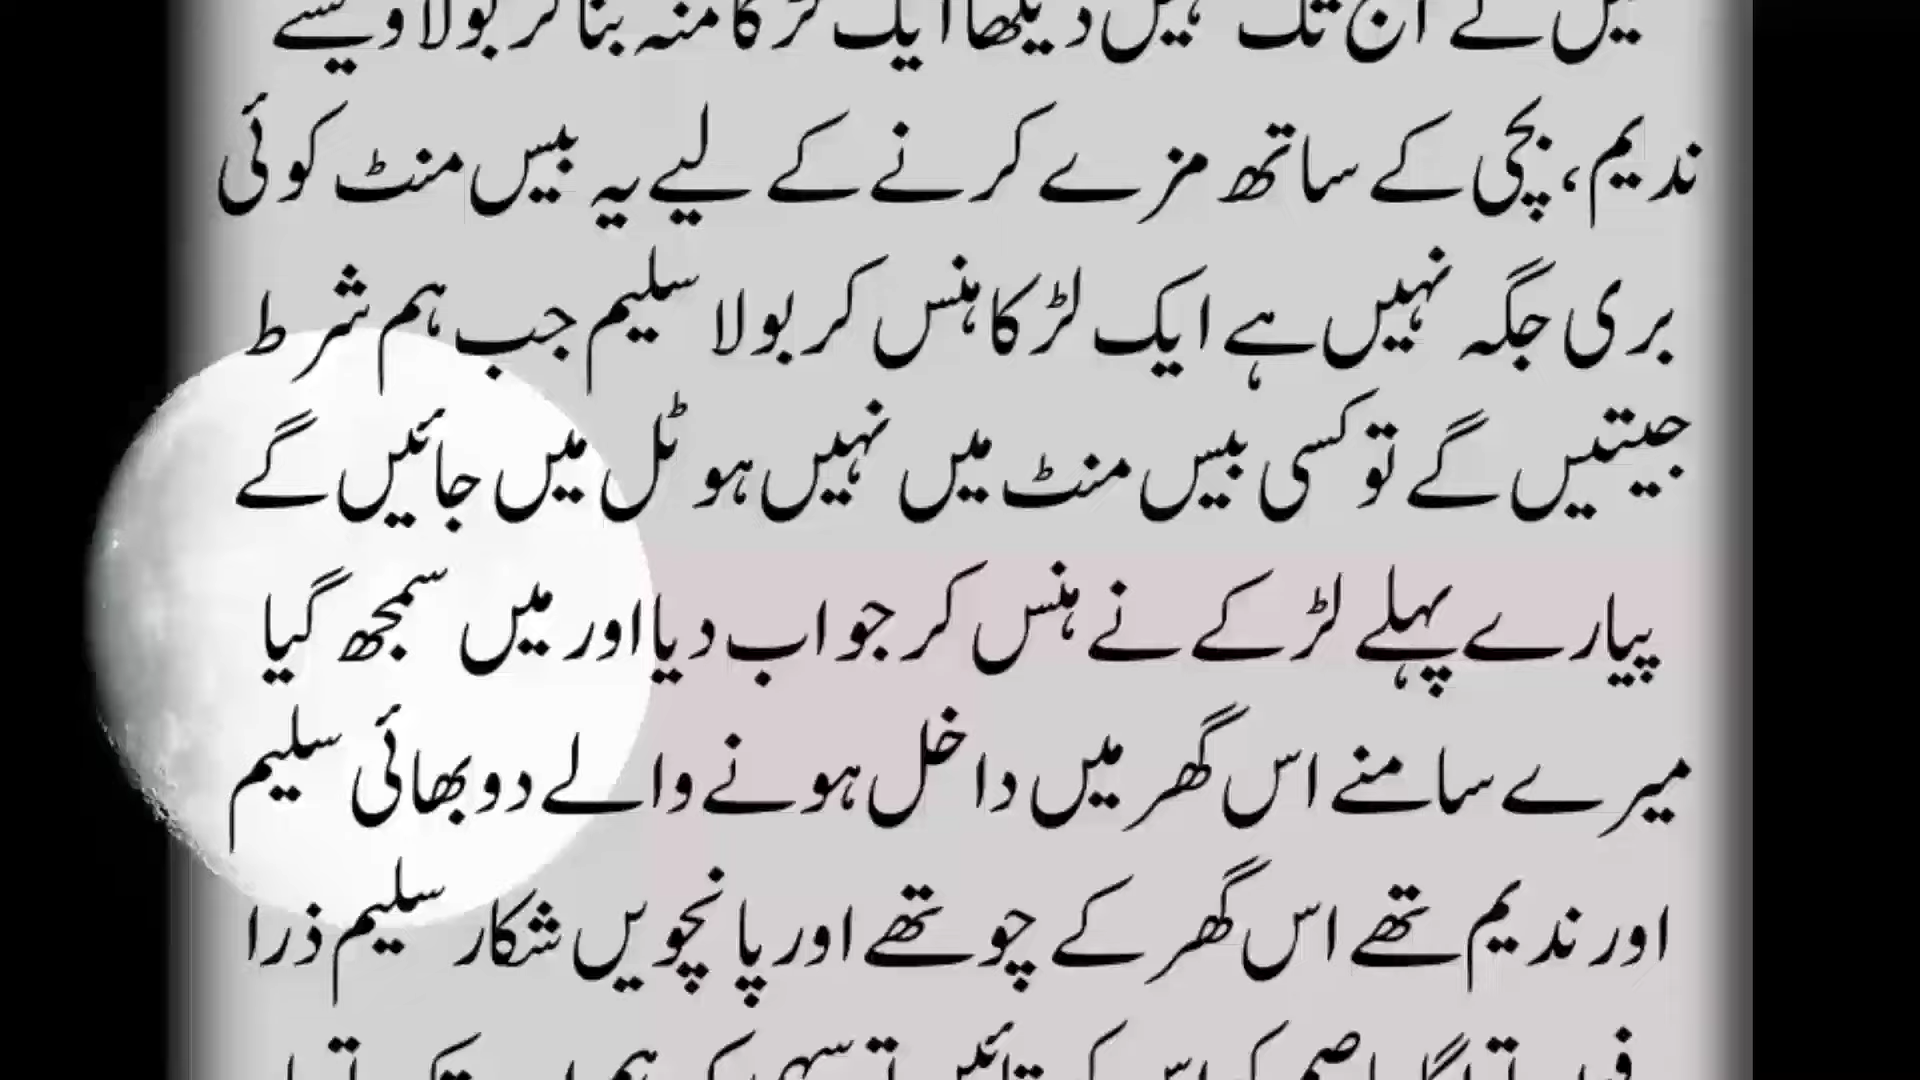 میں نے آج تک نہیں دیکھا ایک لڑکا منہ بنا کر بولا ویسے
ندیم، بچی کے ساتھ مزے کرنے کے لیے یہ بیس منٹ کوئی
بری جگہ نہیں ہے ایک لڑکا ہنس کر بولا سلیم جب ہم شرط
جیتیں گے تو کسی بیس منٹ میں نہیں ہوٹل میں جائیں گے
پیارے پہلے لڑکے نے ہنس کر جواب دیا اور میں سمجھ گیا
میرے سامنے اس گھر میں داخل ہونے والے دو بھائی سلیم
اور ندیم تھے اس گھر کے چوتھے اور پانچویں شکار سلیم ذرا